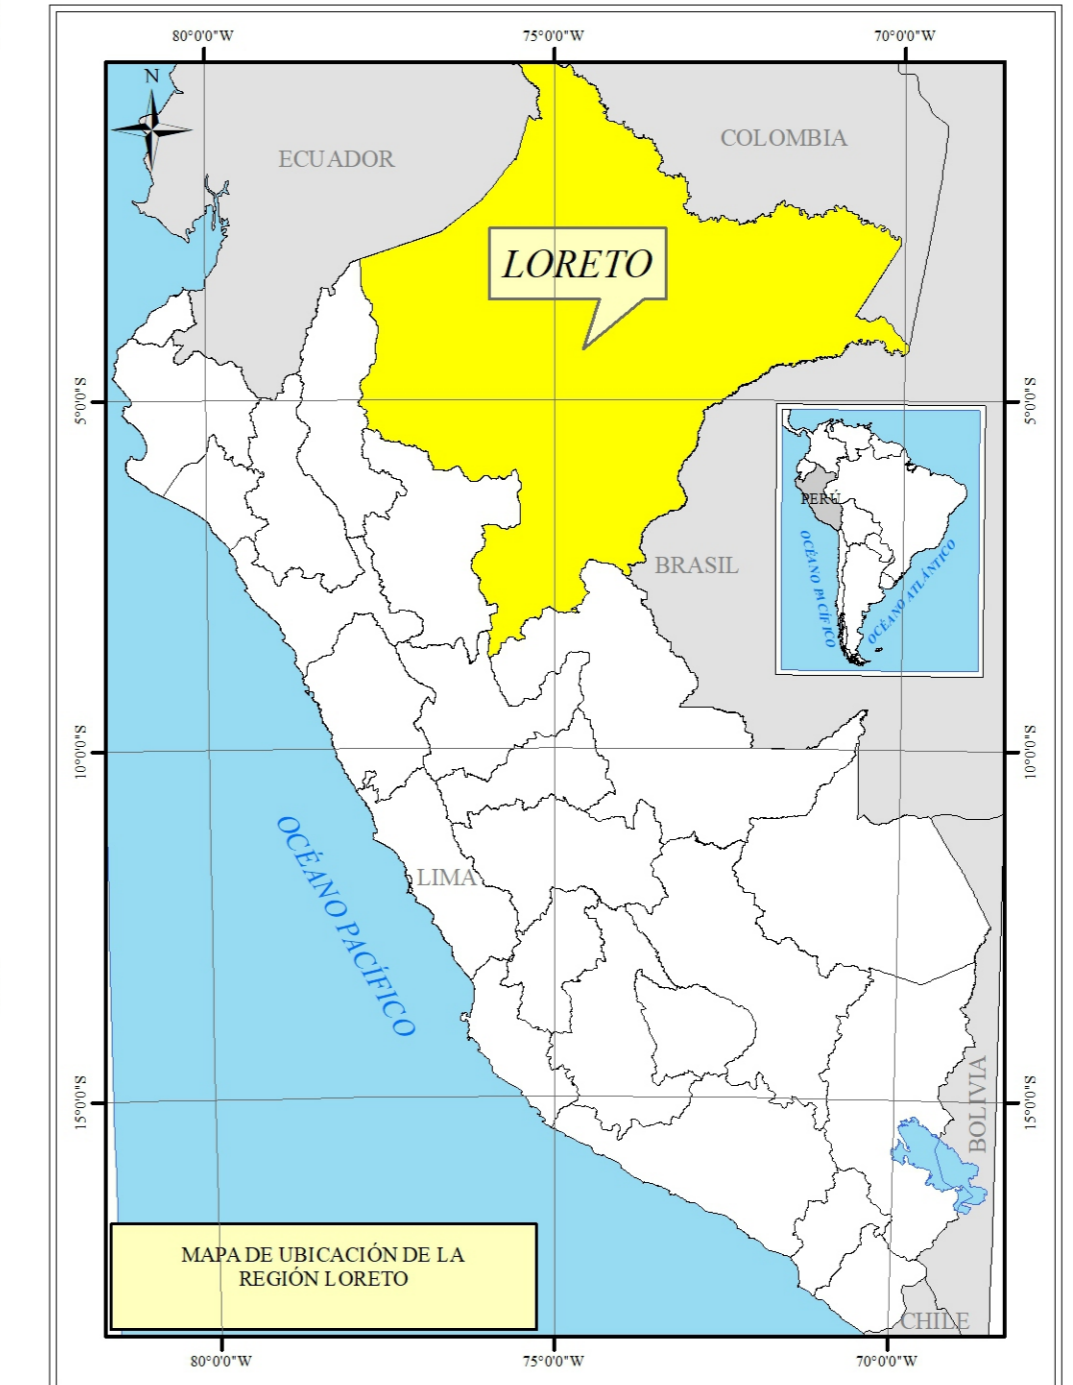 80°0'0"W
75°0'0"W
70°0'0"W
N
ECUADOR
COLOMBIA
LORETO
5°0'0"S
5°0'0"S
PERÚ
OCÉANO PACÍFICO
OCÉANO ATLÁNTICO
BRASIL
10°0'0"S
10°0'0"S
OCÉANO PACÍFICO
LIMA
15°0'0"S
15°0'0"S
BOLIVIA
MAPA DE UBICACIÓN DE LA
REGIÓN LORETO
CHILE
80°0'0"W
75°0'0"W
70°0'0"W